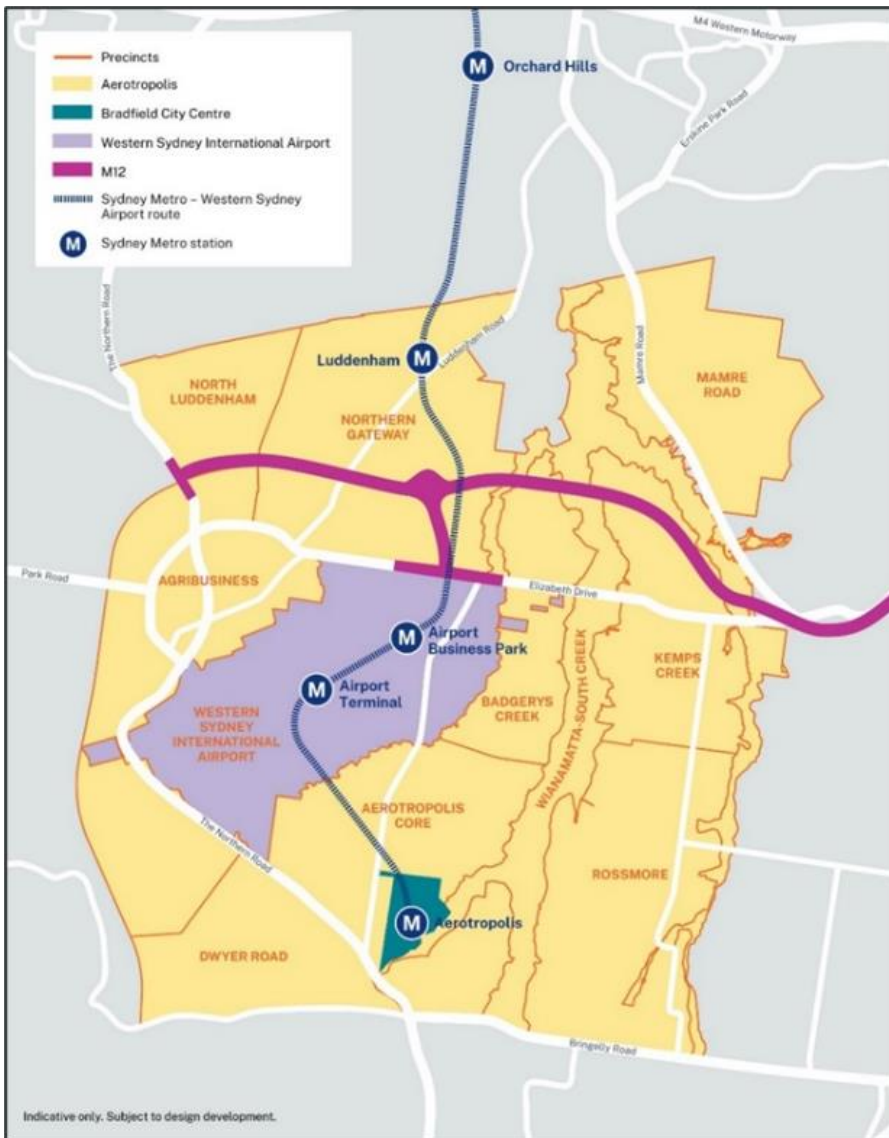 Precincts
Aerotropolis
Bradfield City Centre
Western Sydney International Airport
M12
Sydney Metro – Western Sydney
Airport route
M
Sydney Metro station
M4 Western Motorway
M
Orchard Hills
Erskine Park Road
The Northern Road
Luddenham
M
Luddenham Road
Mamre Road
NORTH
LUDDENHAM
NORTHERN
GATEWAY
MAMRE
ROAD
Park Road
AGRIBUSINESS
Elizabeth Drive
M
Airport
Business Park
M
Airport
Terminal
KEMPS
CREEK
BADGERYS
CREEK
WIANAMATTA-SOUTH CREEK
WESTERN
SYDNEY
INTERNATIONAL
AIRPORT
AEROTROPOLIS
CORE
The Northern Road
ROSSMORE
M
Aerotropolis
DWYER ROAD
Bringelly Road
Indicative only. Subject to design development.